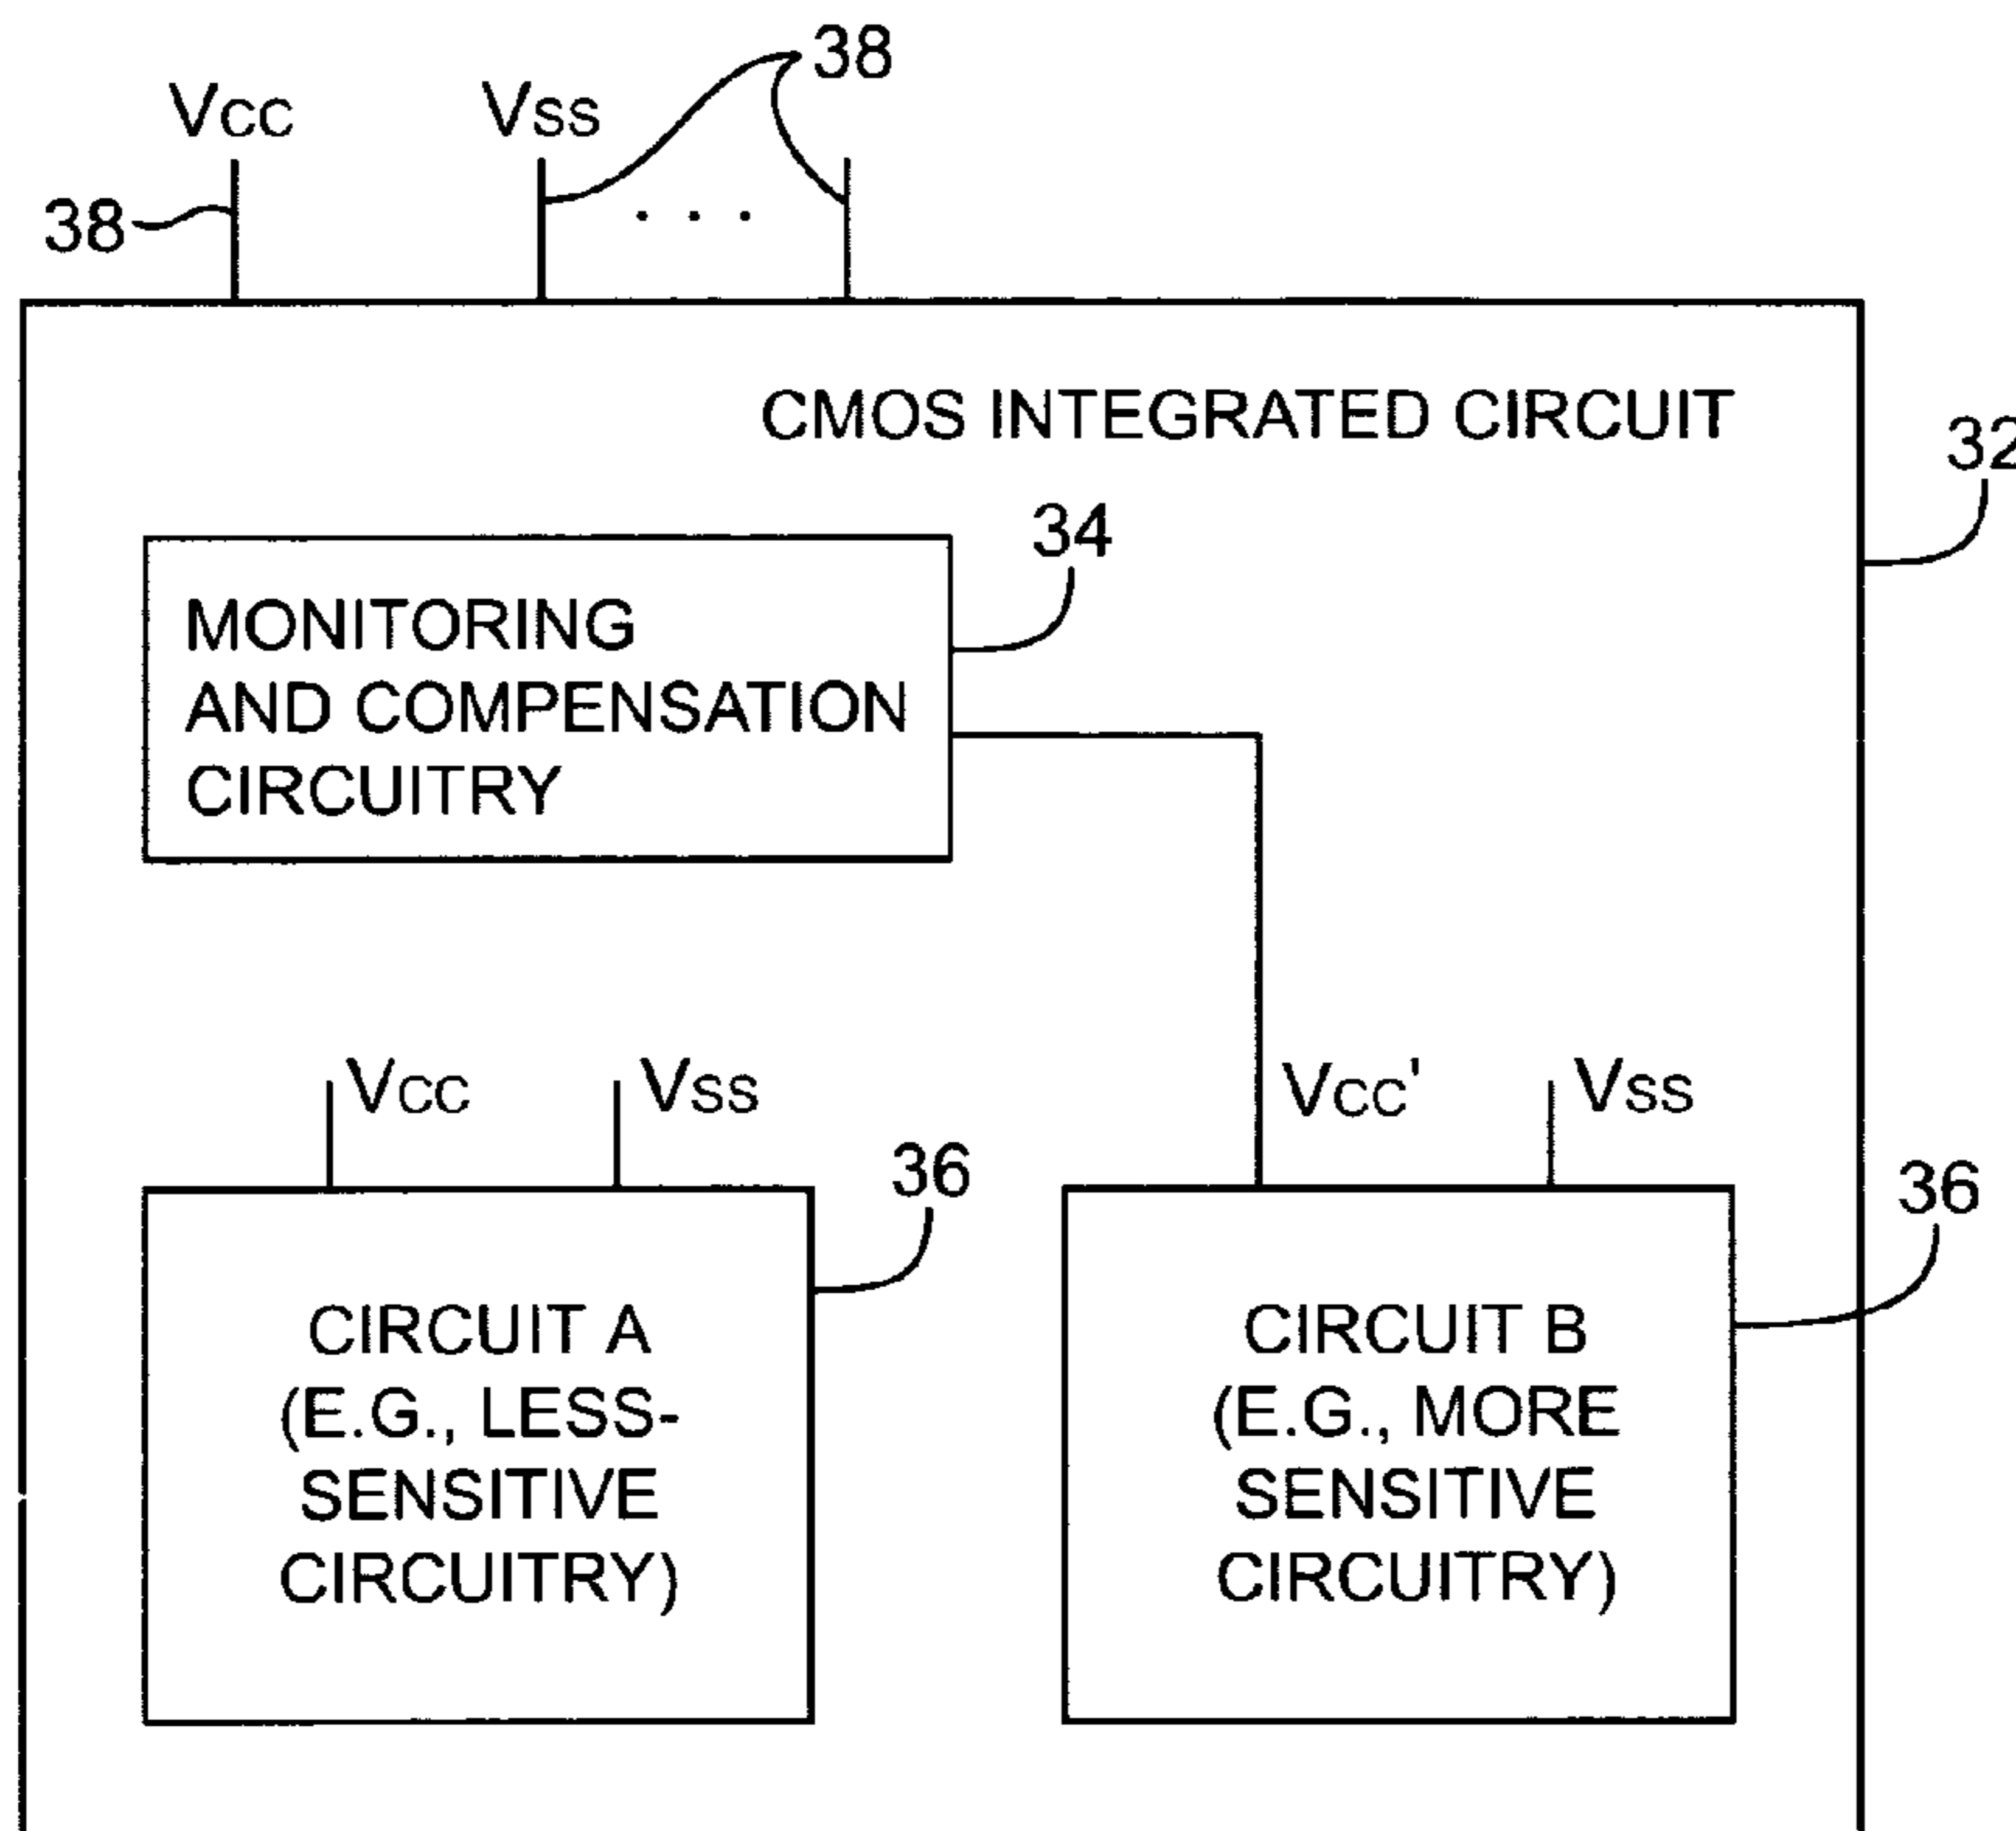 38
VCC VSS
38
CMOS INTEGRATED CIRCUIT
32
34
MONITORING
AND COMPENSATION
CIRCUITRY
VCC VSS VCC' VSS
36
36
CIRCUIT A
(E.G., LESS-
SENSITIVE
CIRCUITRY)
CIRCUIT B
(E.G., MORE
SENSITIVE
CIRCUITRY)